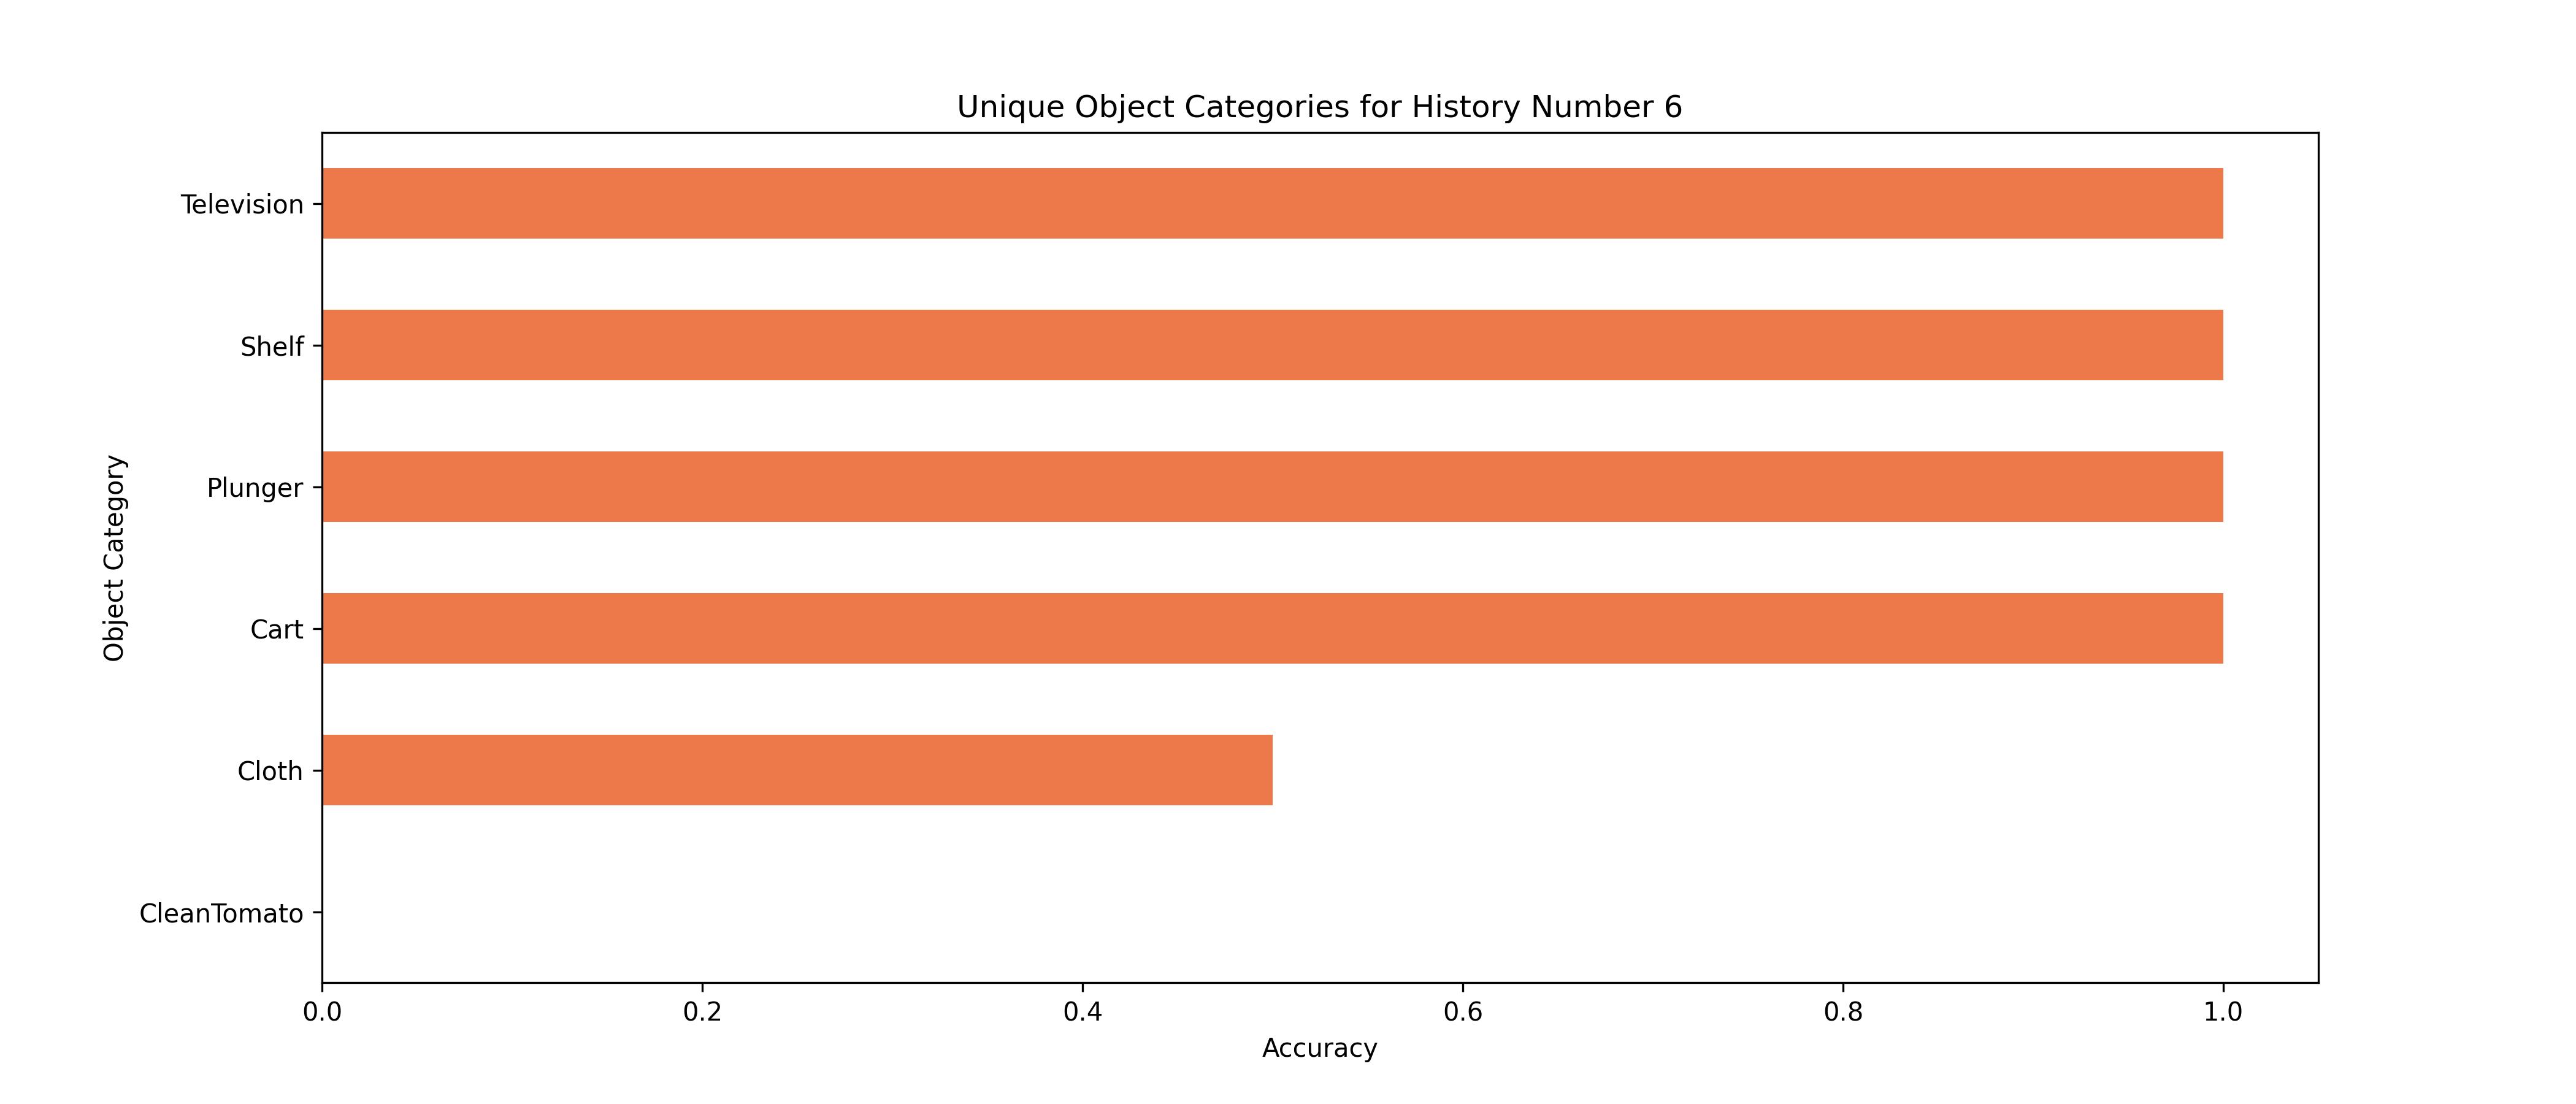 Unique Object Categories for History Number 6
Television
Shelf
Plunger
Cart
Cloth
CleanTomato
Object Category
0.0 0.2 0.4 0.6 0.8 1.0
Accuracy